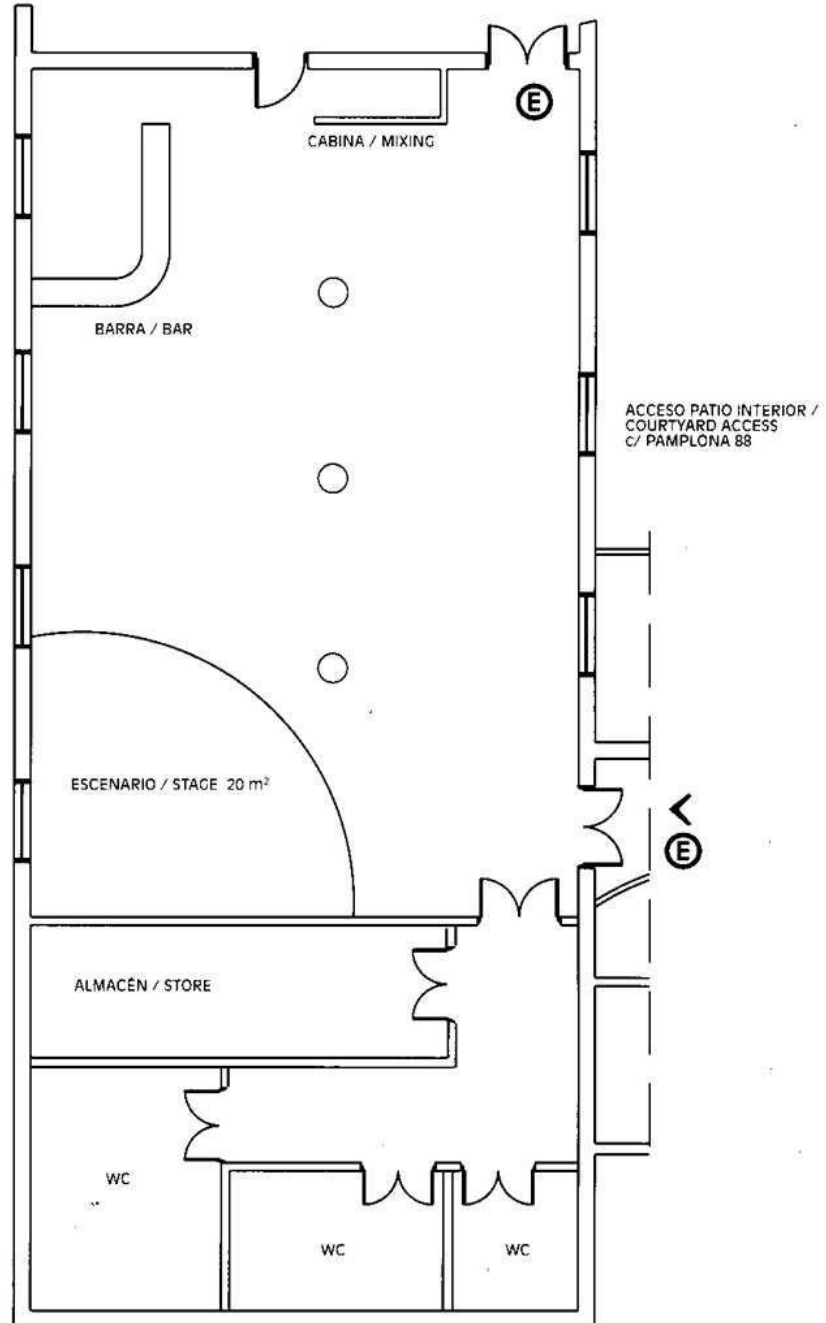 E
CABINA / MIXING
BARRA / BAR
ACCESO PATIO INTERIOR /
COURTYARD ACCESS
C/ PAMPLONA 88
ESCENARIO / STAGE 20 m²
E
ALMACÉN / STORE
WC
WC
WC